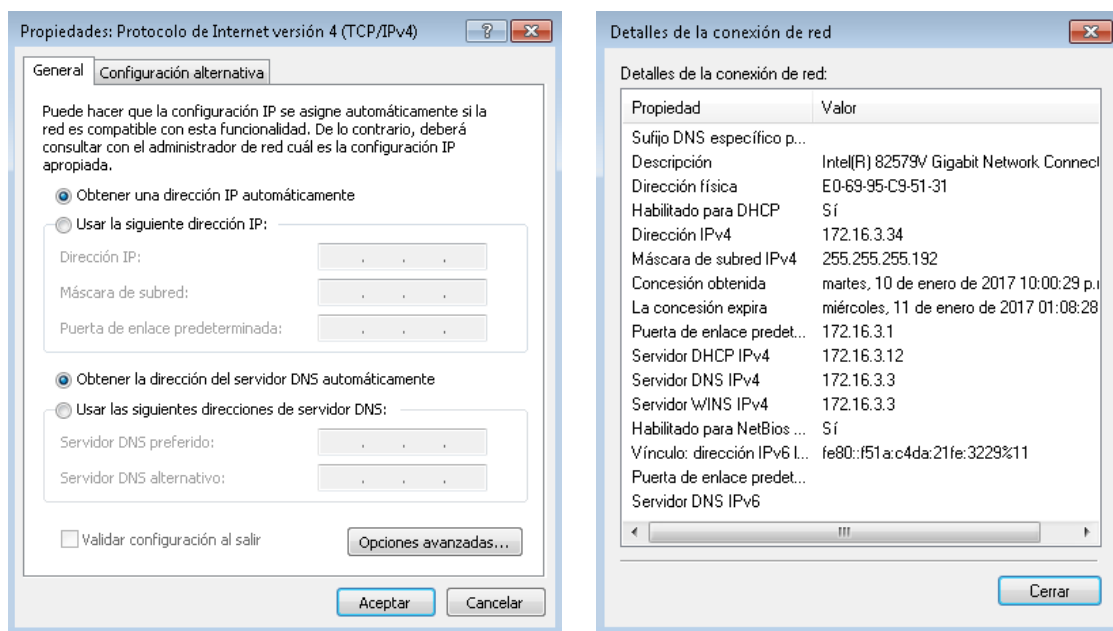 Propiedades: Protocolo de Internet versión 4 (TCP/IPv4)
General
Configuración alternativa
Puede hacer que la configuración IP se asigne automáticamente si la
red es compatible con esta funcionalidad. De lo contrario, deberá
consultar con el administrador de red cuál es la configuración IP
apropiada.
Obtener una dirección IP automáticamente
Usar la siguiente dirección IP:
Dirección IP:
Máscara de subred:
Puerta de enlace predeterminada:
Obtener la dirección del servidor DNS automáticamente
Usar las siguientes direcciones de servidor DNS:
Servidor DNS preferido:
Servidor DNS alternativo:
Validar configuración al salir
Opciones avanzadas...
Aceptar
Cancelar
Detalles de la conexión de red
Detalles de la conexión de red:
Propiedad Valor
Sufijo DNS específico p...
Descripción Intel(R) 82579V Gigabit Network Connect
Dirección física E0-69-95-C9-51-31
Habilitado para DHCP Sí
Dirección IPv4 172.16.3.34
Máscara de subred IPv4 255.255.255.192
Concesión obtenida martes, 10 de enero de 2017 10:00:29 p.
La concesión expira miércoles, 11 de enero de 2017 01:08:28
Puerta de enlace predet... 172.16.3.1
Servidor DHCP IPv4 172.16.3.12
Servidor DNS IPv4 172.16.3.3
Servidor WINS IPv4 172.16.3.3
Habilitado para NetBios ... Sí
Vínculo: dirección IPv6 l... fe80::f51a:c4da:21fe:3229%11
Puerta de enlace predet...
Servidor DNS IPv6
Cerrar